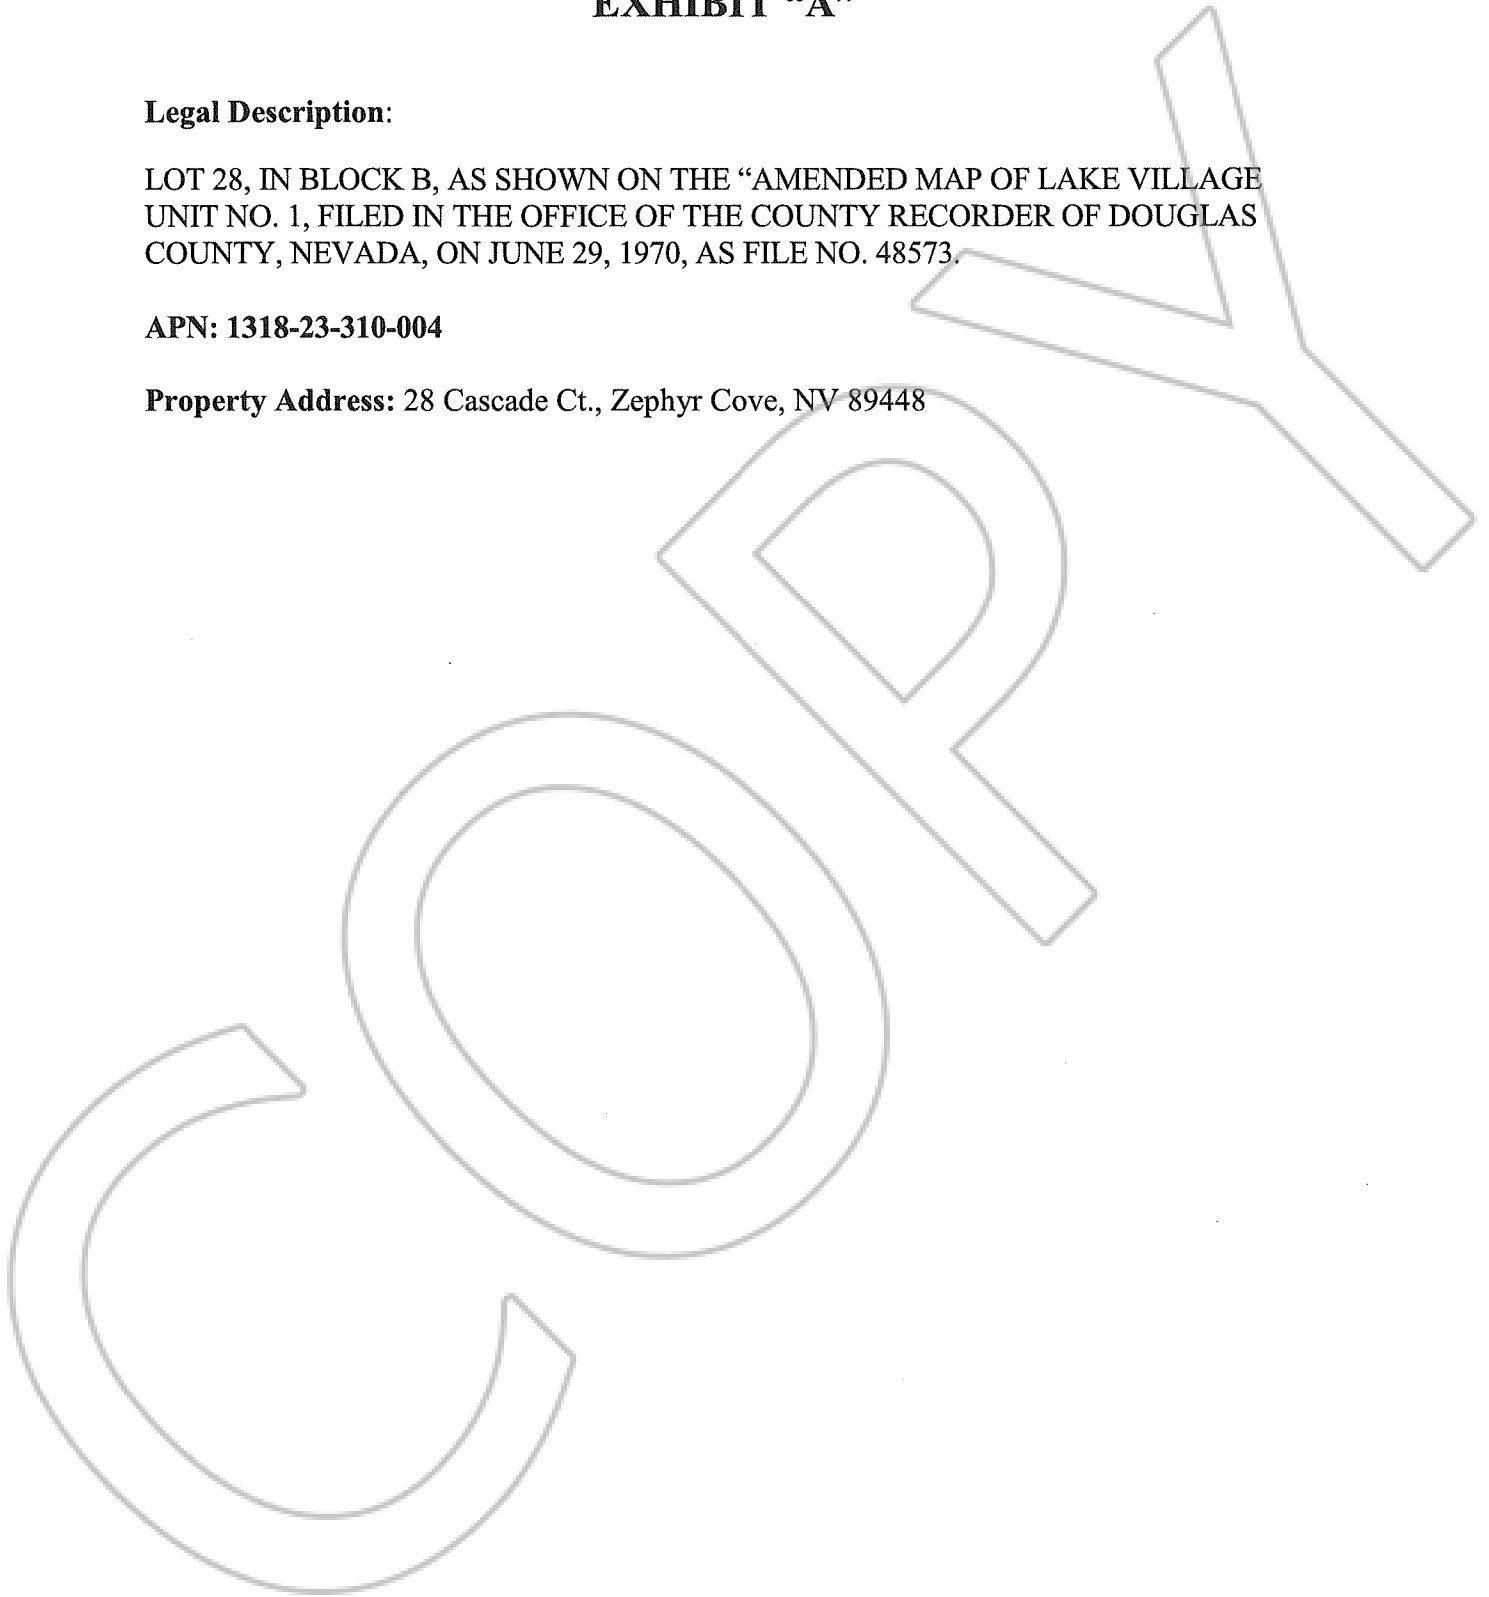 EXHIBIT “A”
Legal Description:
LOT 28, IN BLOCK B, AS SHOWN ON THE “AMENDED MAP OF LAKE VILLAGE
UNIT NO. 1, FILED IN THE OFFICE OF THE COUNTY RECORDER OF DOUGLAS
COUNTY, NEVADA, ON JUNE 29, 1970, AS FILE NO. 48573.
APN: 1318-23-310-004
Property Address: 28 Cascade Ct., Zephyr Cove, NV 89448
COPY